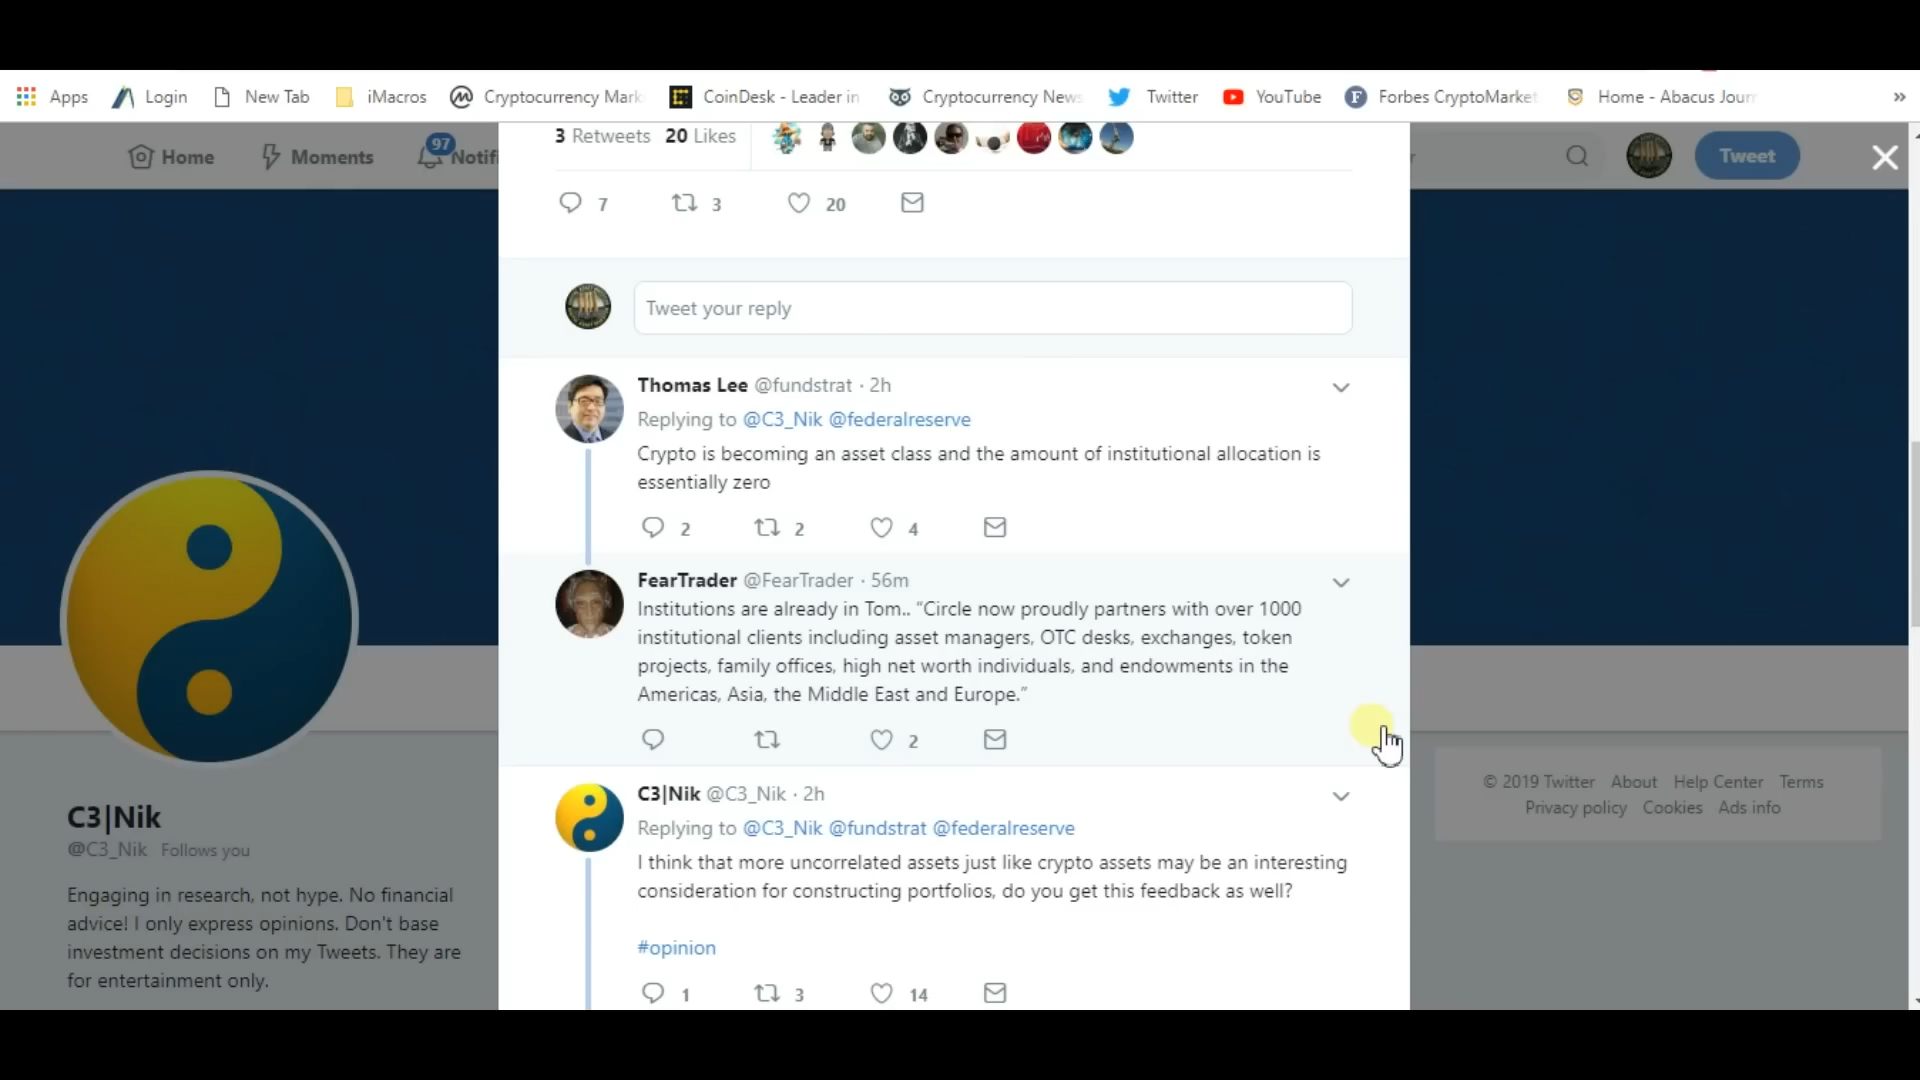 Apps Login New Tab iMacros Cryptocurrency Mark CoinDesk - Leader in Cryptocurrency News Twitter YouTube Forbes CryptoMarket Home - Abacus Journ »
Home Moments 97 Notifi Tweet
3 Retweets 20 Likes
7 3 20
Tweet your reply
Thomas Lee @fundstrat · 2h
Replying to @C3_Nik @federalreserve
Crypto is becoming an asset class and the amount of institutional allocation is
essentially zero
2 2 4
FearTrader @FearTrader · 56m
Institutions are already in Tom.. “Circle now proudly partners with over 1000
institutional clients including asset managers, OTC desks, exchanges, token
projects, family offices, high net worth individuals, and endowments in the
Americas, Asia, the Middle East and Europe.”
2
C3|Nik @C3_Nik · 2h
Replying to @C3_Nik @fundstrat @federalreserve
I think that more uncorrelated assets just like crypto assets may be an interesting
consideration for constructing portfolios, do you get this feedback as well?
#opinion
1 3 14
C3|Nik
@C3_Nik Follows you
Engaging in research, not hype. No financial
advice! I only express opinions. Don't base
investment decisions on my Tweets. They are
for entertainment only.
© 2019 Twitter About Help Center Terms
Privacy policy Cookies Ads info